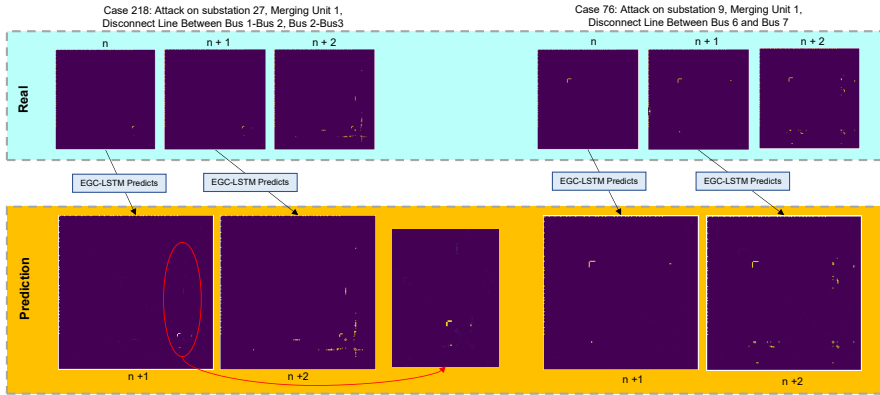 Case 218: Attack on substation 27, Merging Unit 1,
Disconnect Line Between Bus 1-Bus 2, Bus 2-Bus3
Case 76: Attack on substation 9, Merging Unit 1,
Disconnect Line Between Bus 6 and Bus 7
n
n + 1
n + 2
n
n + 1
n + 2
Real
EGC-LSTM Predicts
EGC-LSTM Predicts
EGC-LSTM Predicts
EGC-LSTM Predicts
Prediction
n +1
n +2
n +1
n +2